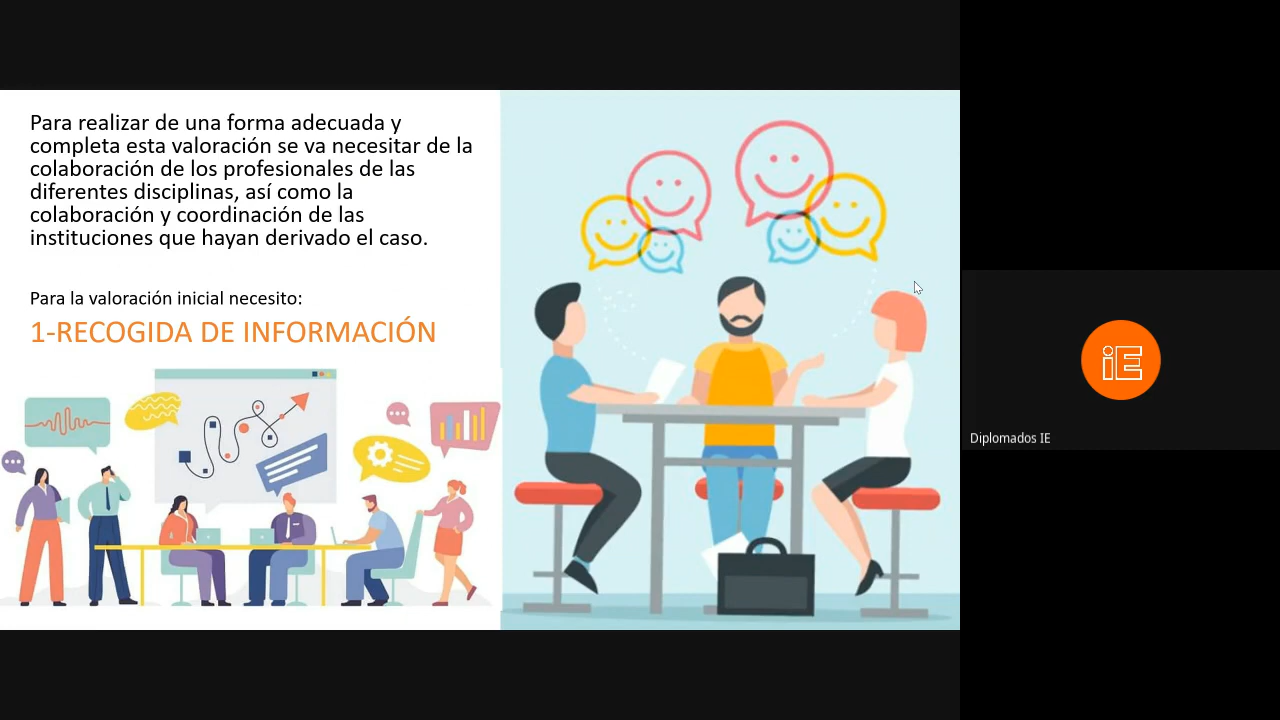 Para realizar de una forma adecuada y
completa esta valoración se va necesitar de la
colaboración de los profesionales de las
diferentes disciplinas, así como la
colaboración y coordinación de las
instituciones que hayan derivado el caso.
Para la valoración inicial necesito:
1-RECOGIDA DE INFORMACIÓN
iE
Diplomados IE